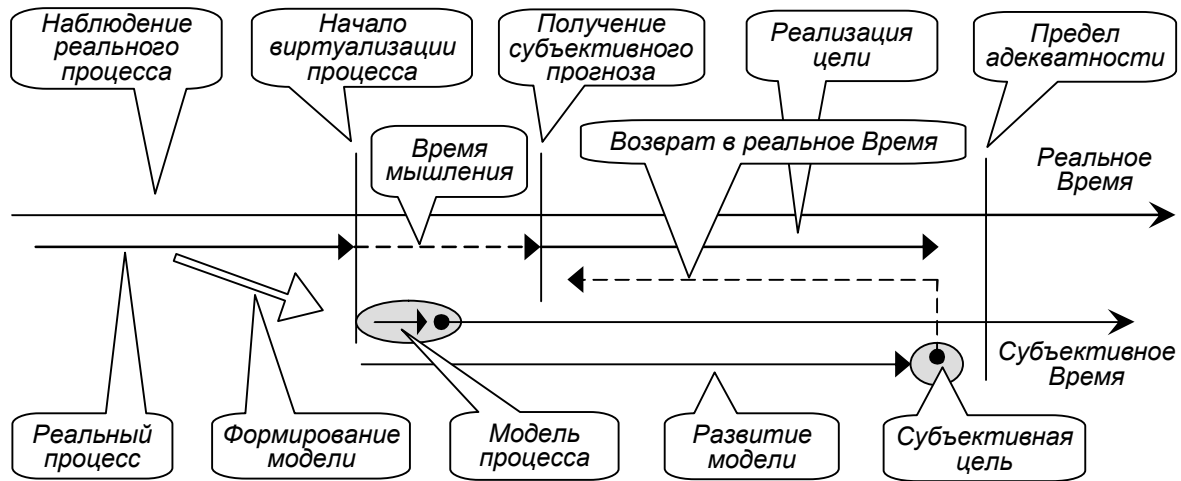 Наблюдение
реального
процесса
Начало
виртуализации
процесса
Получение
субъективного
прогноза
Реализация
цели
Предел
адекватности
Время
мышления
Возврат в реальное Время
Реальное
Время
Субъективное
Время
Реальный
процесс
Формирование
модели
Модель
процесса
Развитие
модели
Субъективная
цель